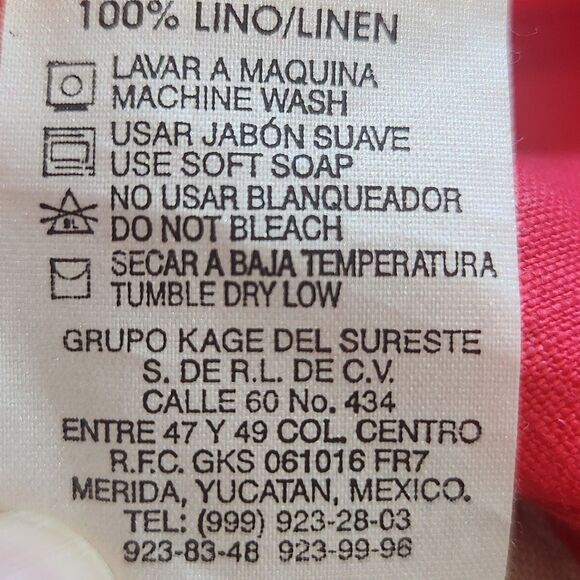 100% LINO/LINEN
LAVAR A MAQUINA
MACHINE WASH
USAR JABÓN SUAVE
USE SOFT SOAP
NO USAR BLANQUEADOR
BL
DO NOT BLEACH
SECAR A BAJA TEMPERATURA
TUMBLE DRY LOW
GRUPO KAGE DEL SURESTE
S. DE R.L. DE C.V.
CALLE 60 No. 434
ENTRE 47 Y 49 COL. CENTRO
R.F.C. GKS 061016 FR7
MERIDA, YUCATAN, MEXICO.
TEL: (999) 923-28-03
923-83-48 923-99-96